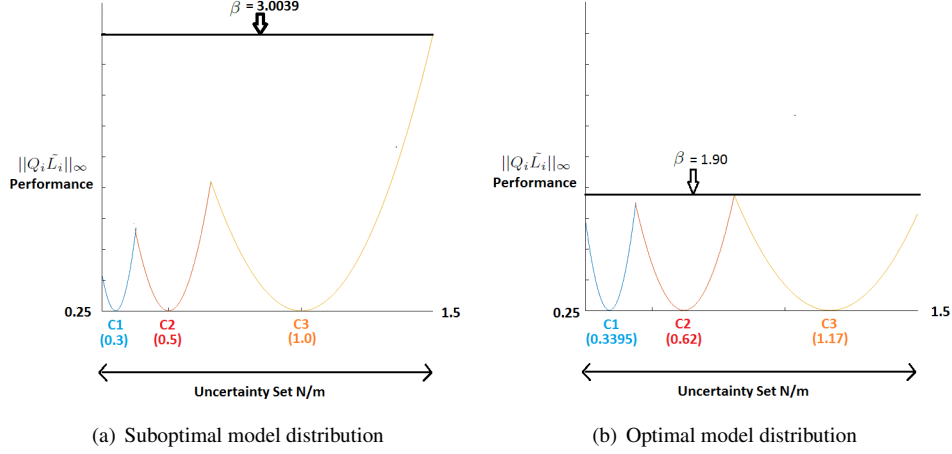 β = 3.0039
||Q_i L̃_i||_∞
Performance
0.25
1.5
C1
(0.3)
C2
(0.5)
C3
(1.0)
Uncertainty Set N/m
(a) Suboptimal model distribution
β = 1.90
||Q_i L̃_i||_∞
Performance
0.25
1.5
C1
(0.3395)
C2
(0.62)
C3
(1.17)
Uncertainty Set N/m
(b) Optimal model distribution